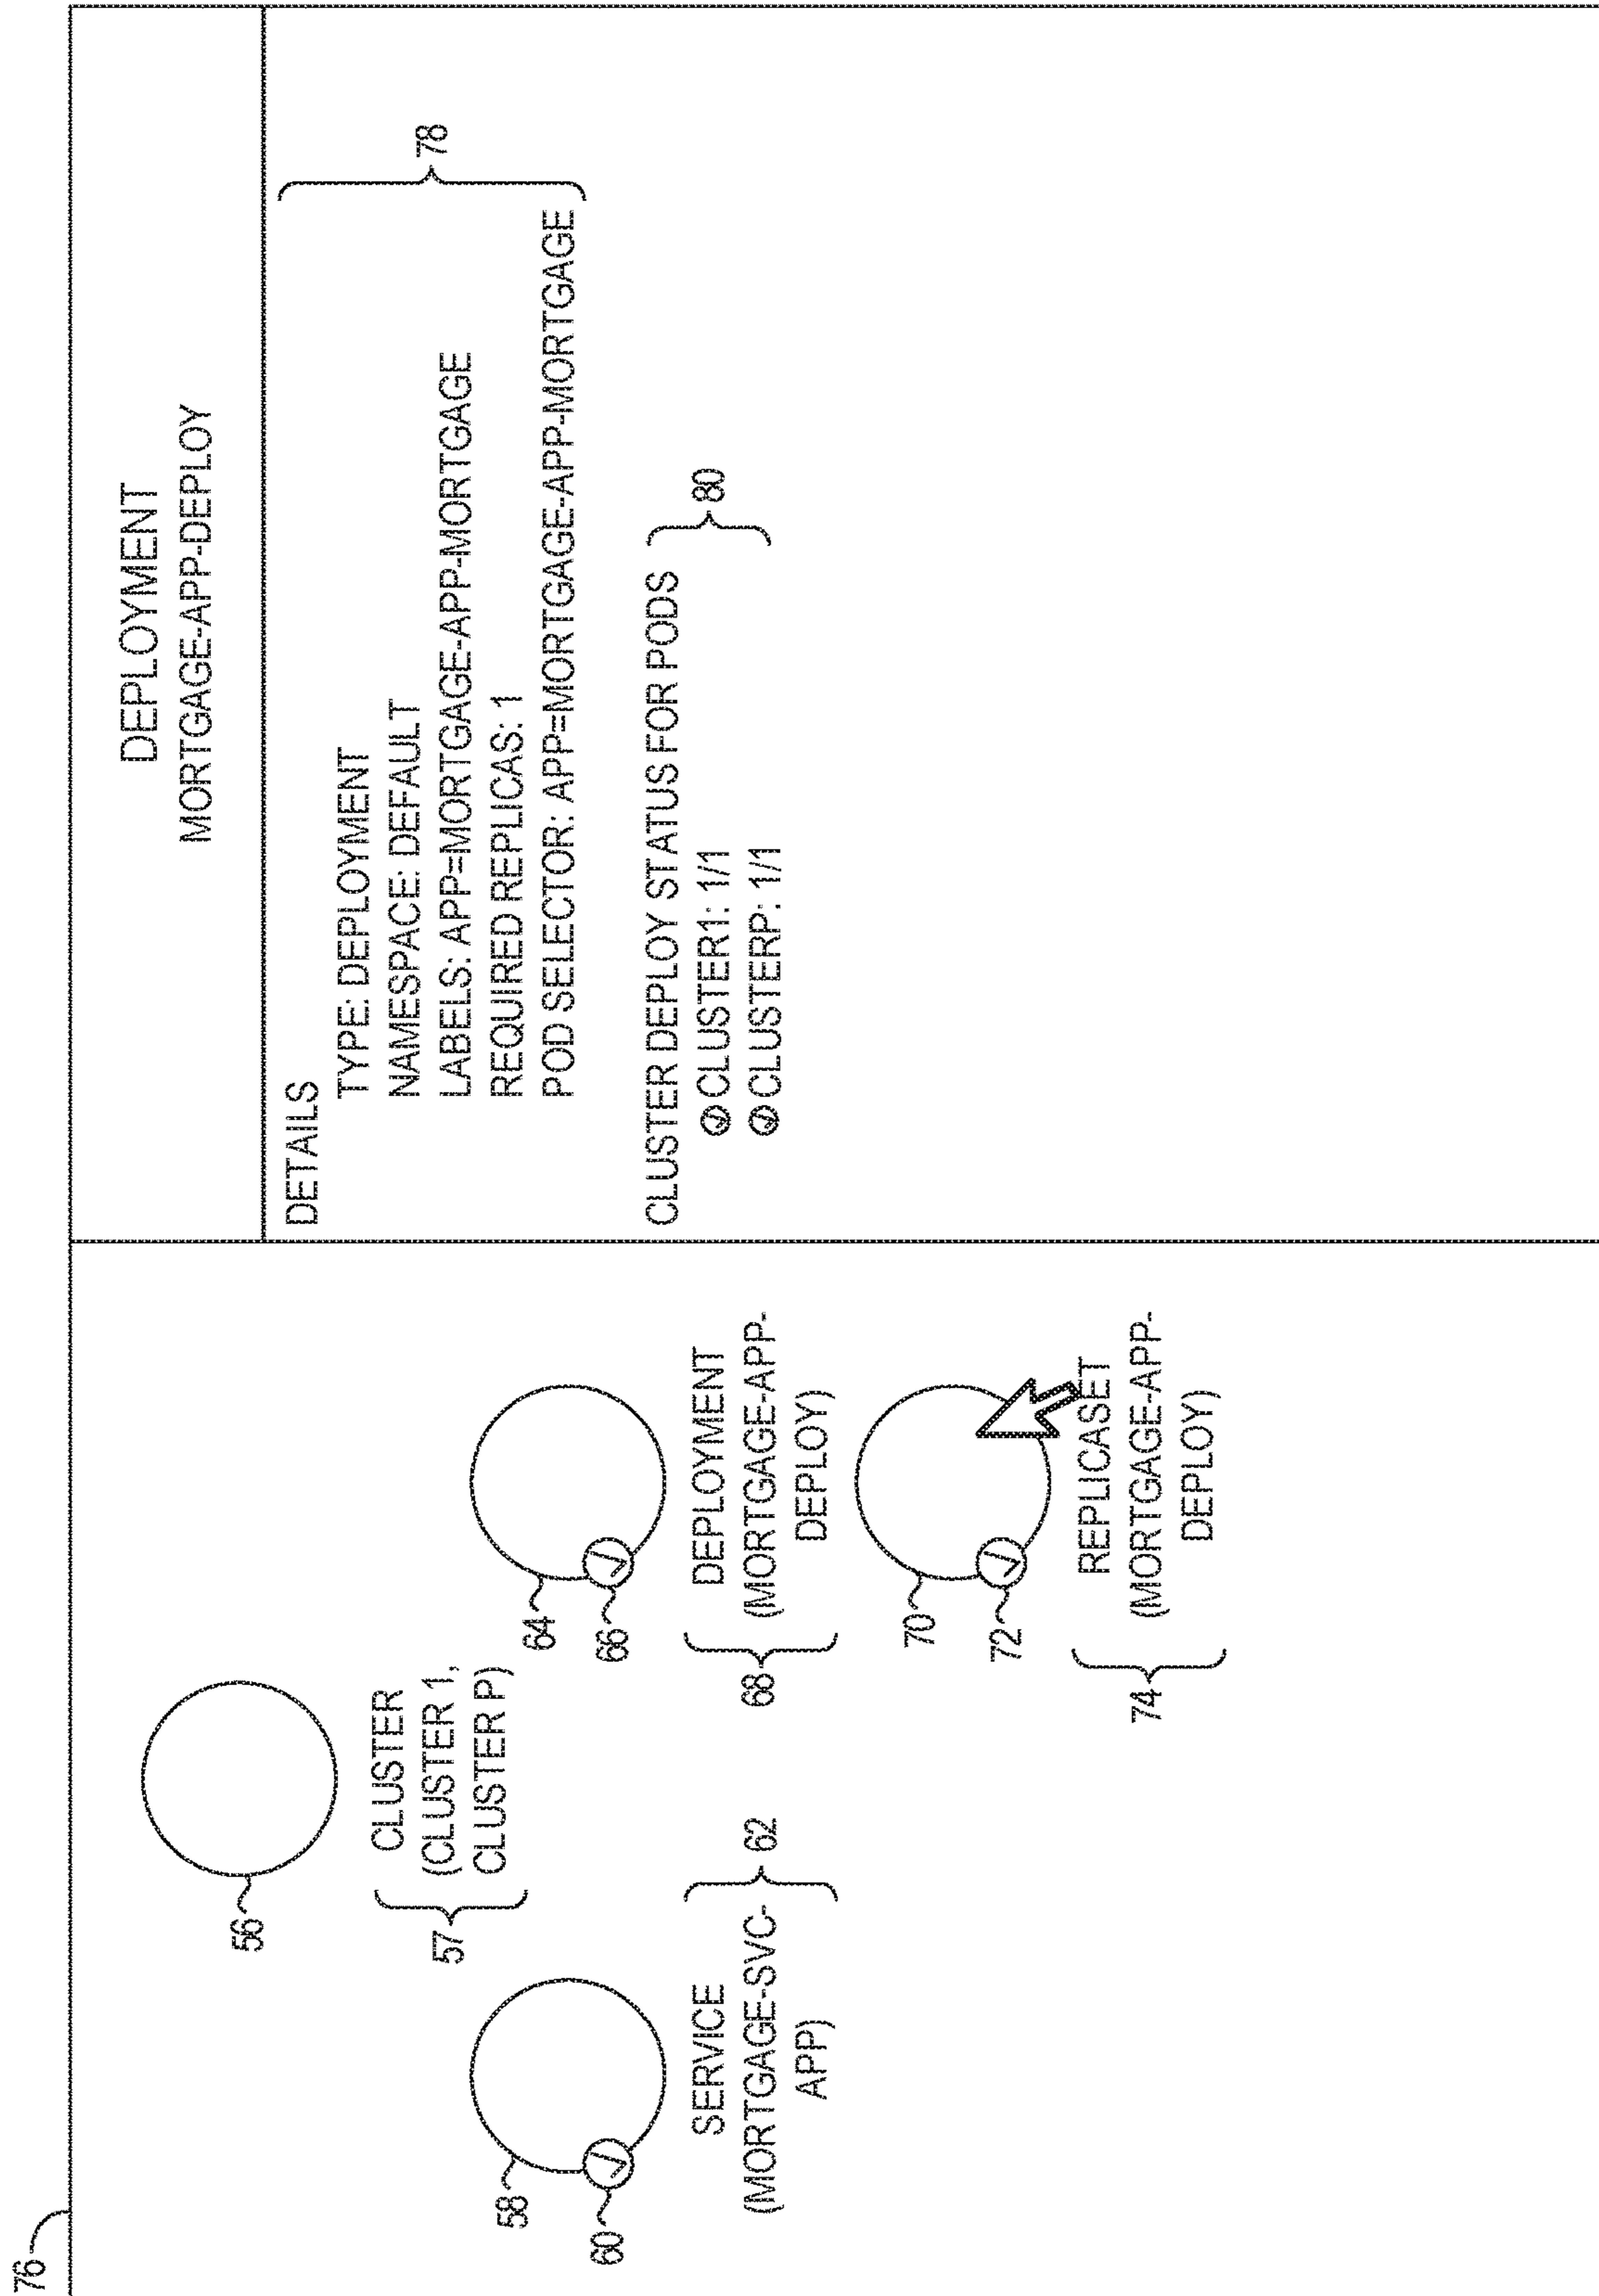 76
56
CLUSTER
(CLUSTER 1,
CLUSTER P)
57
58
60
SERVICE
(MORTGAGE-SVC-
APP)
62
64
66
DEPLOYMENT
(MORTGAGE-APP-
DEPLOY)
68
70
72
REPLICASET
(MORTGAGE-APP-
DEPLOY)
74
DEPLOYMENT
MORTGAGE-APP-DEPLOY
DETAILS
TYPE: DEPLOYMENT
NAMESPACE: DEFAULT
LABELS: APP=MORTGAGE-APP-MORTGAGE
REQUIRED REPLICAS: 1
POD SELECTOR: APP=MORTGAGE-APP-MORTGAGE
78
CLUSTER DEPLOY STATUS FOR PODS
CLUSTER1: 1/1
CLUSTERP: 1/1
80